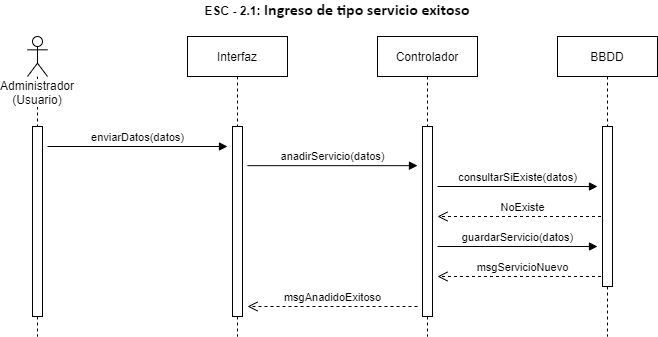 ESC - 2.1: Ingreso de tipo servicio exitoso
Interfaz
Controlador
BBDD
Administrador
(Usuario)
enviarDatos(datos)
anadirServicio(datos)
consultarSiExiste(datos)
NoExiste
guardarServicio(datos)
msgServicioNuevo
msgAnadidoExitoso